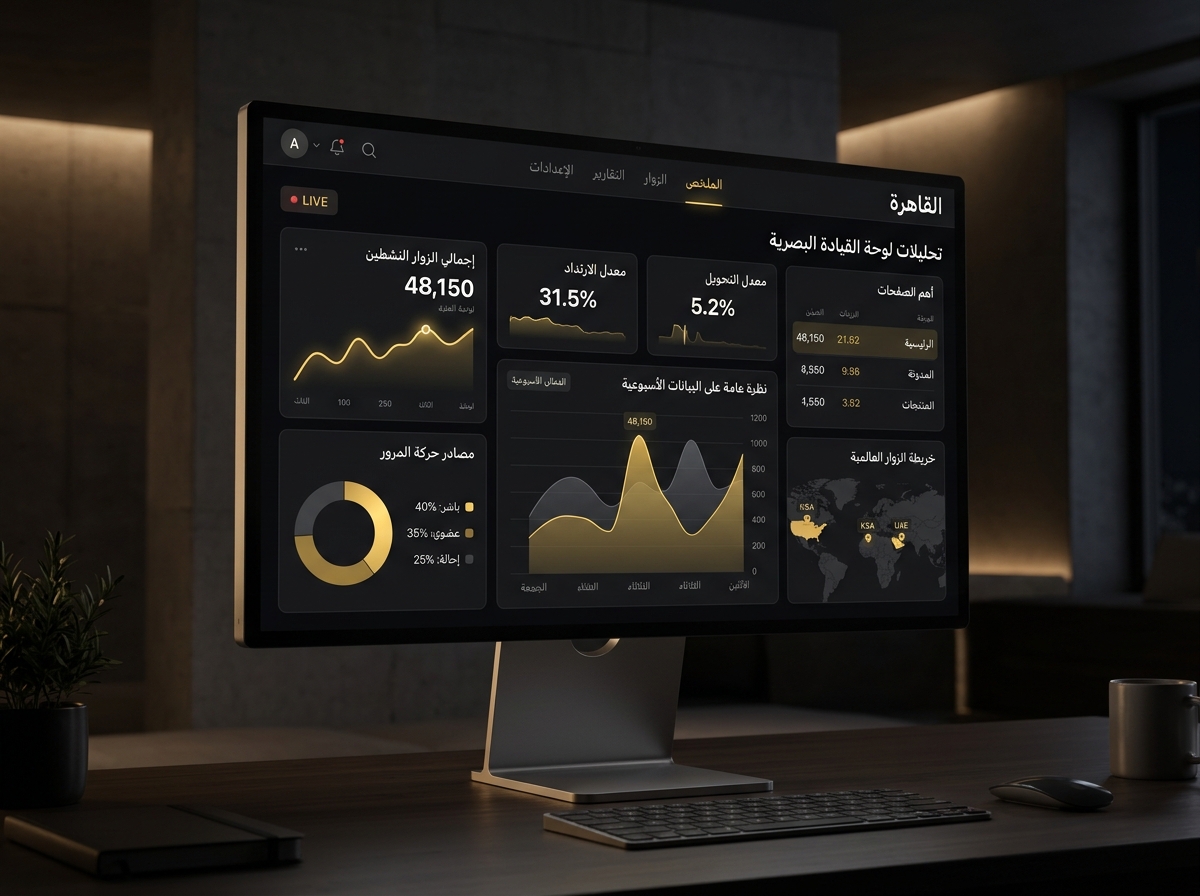 القاهرة
الملخص
الزوار
التقارير
الإعدادات
A
تحليلات لوحة القيادة البصرية
LIVE
إجمالي الزوار النشطين
48,150
100
250
معدل الارتداد
31.5%
معدل التحويل
5.2%
أهم الصفحات
الرئيسية 21.62 48,150
المدونة 9.86 8,550
المنتجات 3.62 4,550
نظرة عامة على البيانات الأسبوعية
48,150
1200
1000
800
600
400
200
0
الجمعة
الثلاثاء
الاثنين
مصادر حركة المرور
باشر: 40%
عضوي: 35%
إحالة: 25%
خريطة الزوار العالمية
KSA
UAE